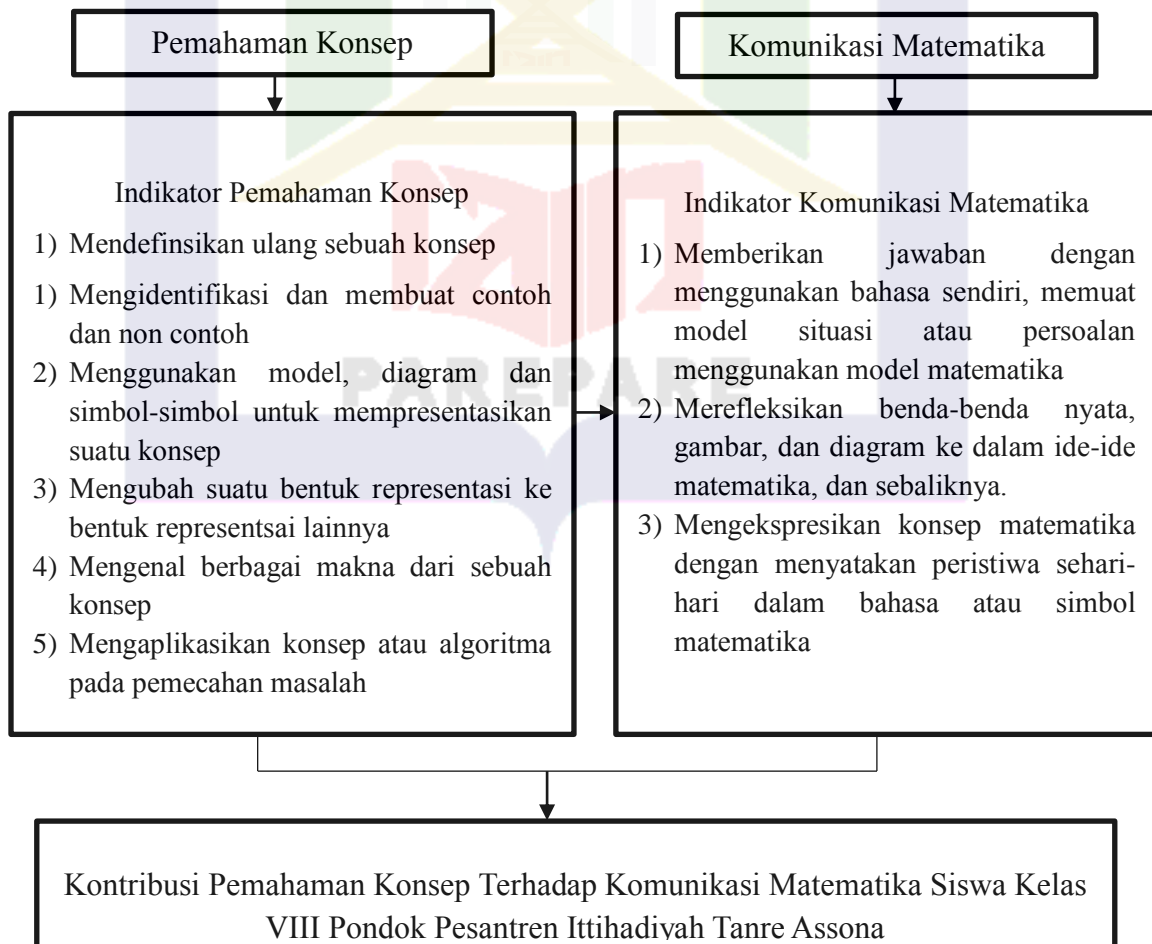 Pemahaman Konsep
Komunikasi Matematika
Indikator Pemahaman Konsep
1) Mendefinsikan ulang sebuah konsep
1) Mengidentifikasi dan membuat contoh
dan non contoh
2) Menggunakan model, diagram dan
simbol-simbol untuk mempresentasikan
suatu konsep
3) Mengubah suatu bentuk representasi ke
bentuk representsai lainnya
4) Mengenal berbagai makna dari sebuah
konsep
5) Mengaplikasikan konsep atau algoritma
pada pemecahan masalah
Indikator Komunikasi Matematika
1) Memberikan jawaban dengan
menggunakan bahasa sendiri, memuat
model situasi atau persoalan
menggunakan model matematika
2) Merefleksikan benda-benda nyata,
gambar, dan diagram ke dalam ide-ide
matematika, dan sebaliknya.
3) Mengekspresikan konsep matematika
dengan menyatakan peristiwa sehari-
hari dalam bahasa atau simbol
matematika
PAREPARE
Kontribusi Pemahaman Konsep Terhadap Komunikasi Matematika Siswa Kelas
VIII Pondok Pesantren Ittihadiyah Tanre Assona